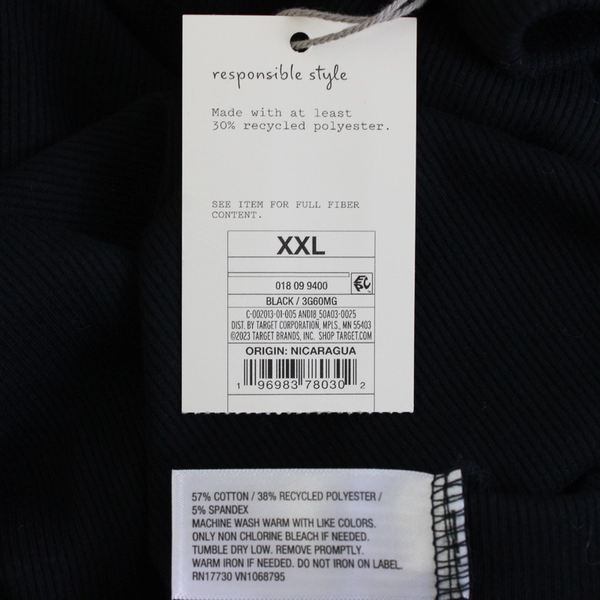 responsible style
Made with at least
30% recycled polyester.
SEE ITEM FOR FULL FIBER
CONTENT.
XXL
018 09 9400
BLACK / 3G60MG
C-002013-01-005 AND18_50A03-0025
DIST. BY TARGET CORPORATION, MPLS., MN 55403
©2023 TARGET BRANDS, INC. SHOP TARGET.COM
ORIGIN: NICARAGUA
1 96983 78030 2
57% COTTON / 38% RECYCLED POLYESTER /
5% SPANDEX
MACHINE WASH WARM WITH LIKE COLORS.
ONLY NON CHLORINE BLEACH IF NEEDED.
TUMBLE DRY LOW. REMOVE PROMPTLY.
WARM IRON IF NEEDED. DO NOT IRON ON LABEL.
RN17730 VN1068795